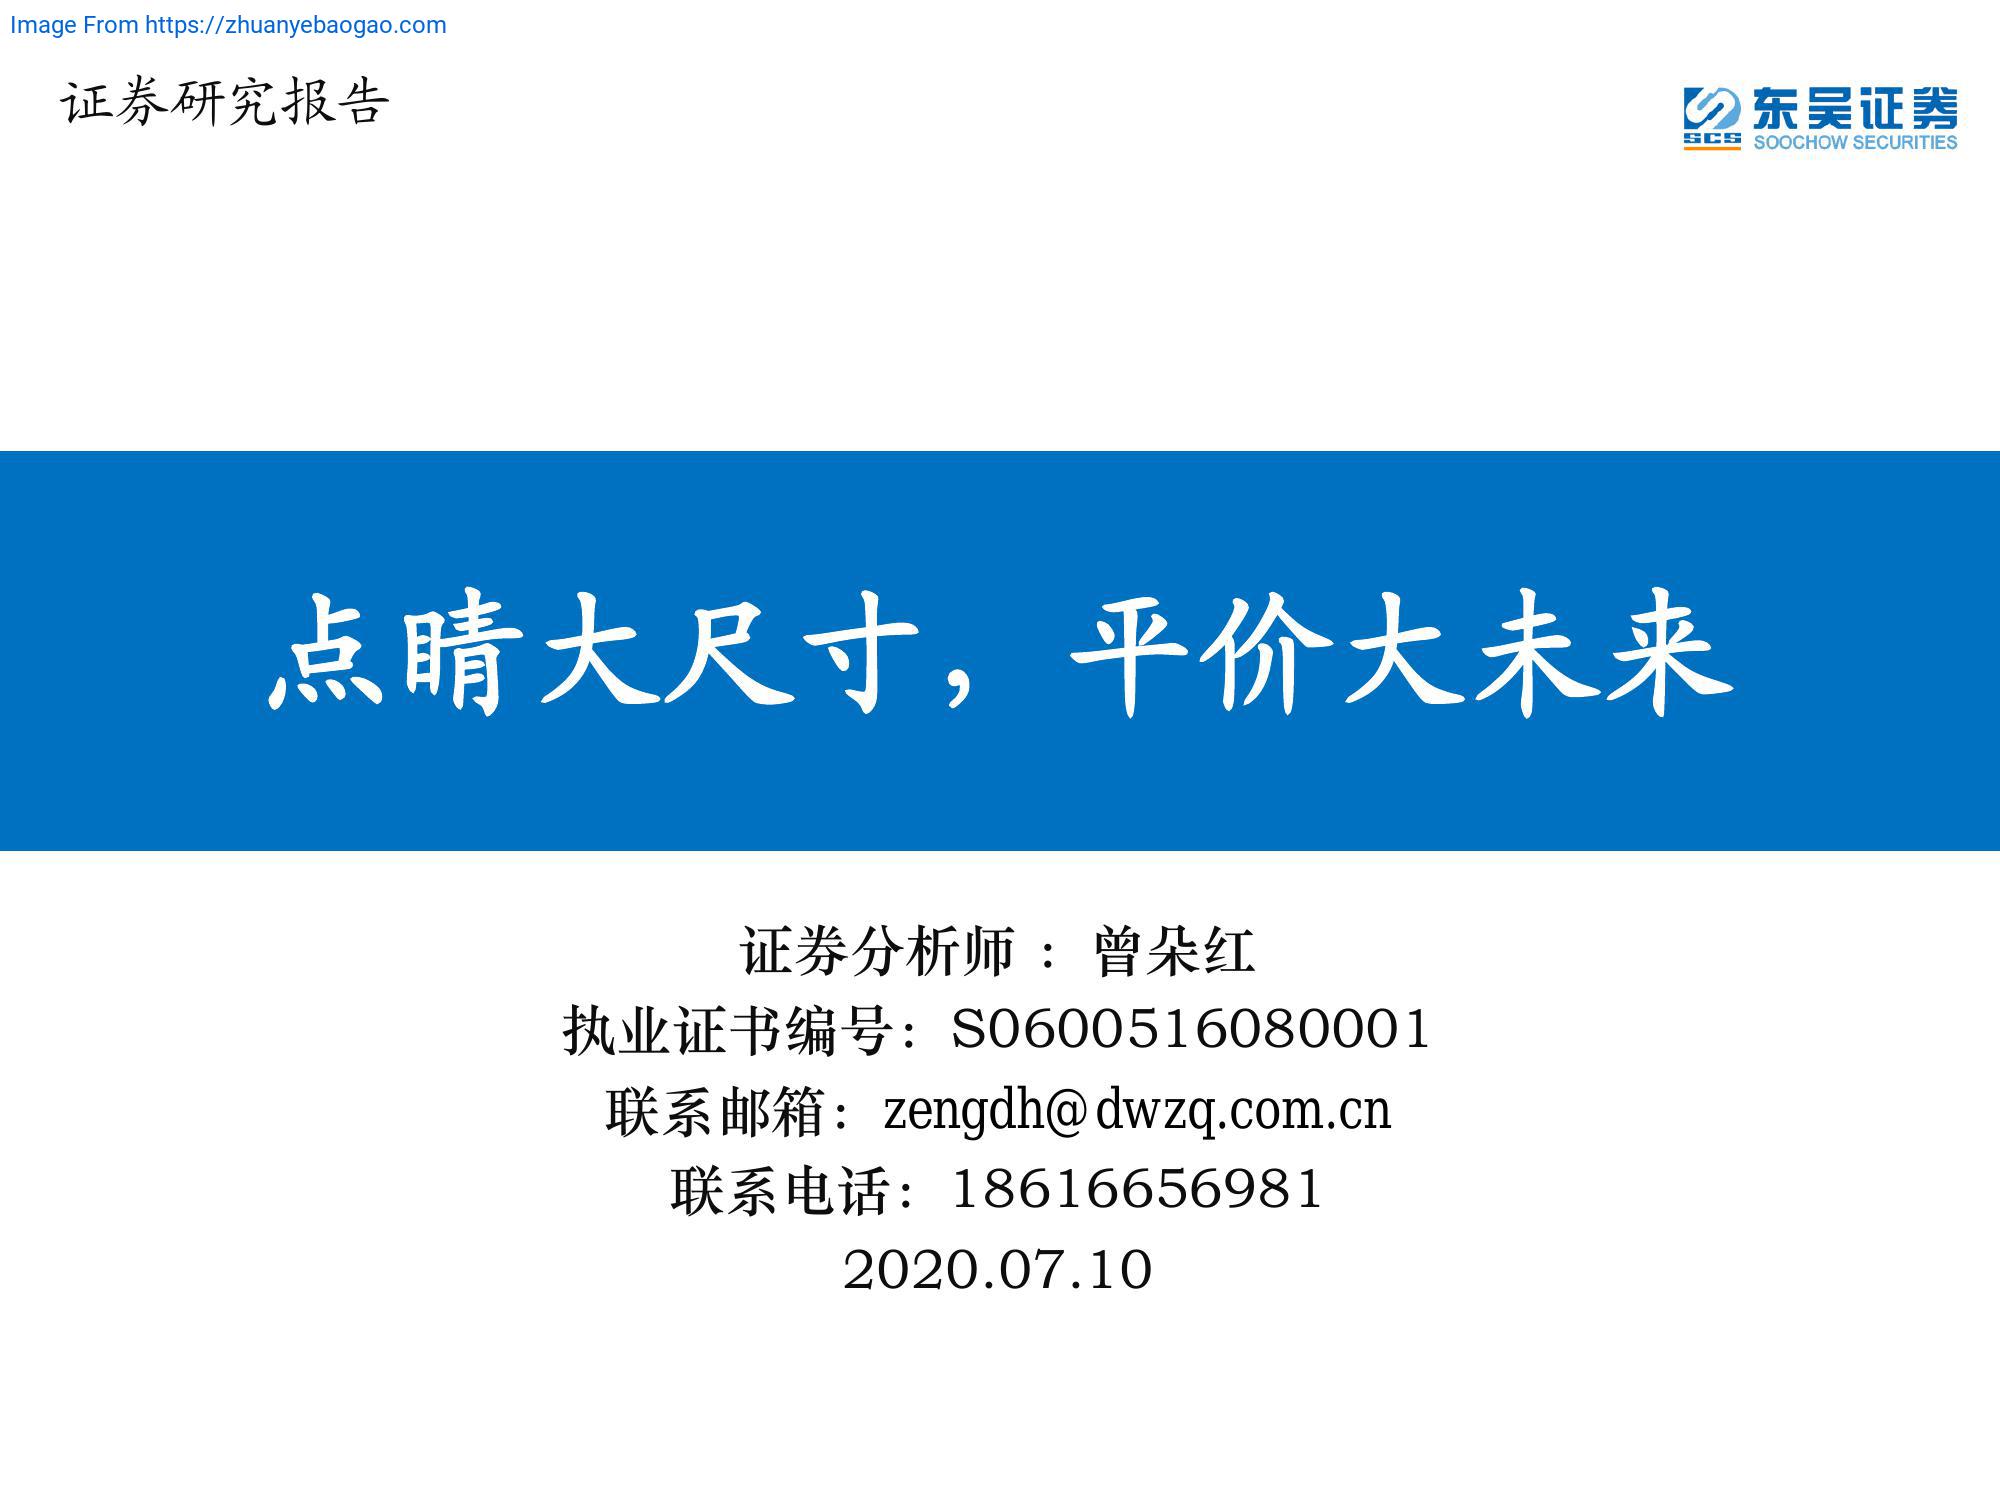 Image From https://zhuanyebaogao.com
证券研究报告
SCS
东吴证券
SOOCHOW SECURITIES
点睛大尺寸，平价大未来
证券分析师 ：曾朵红
执业证书编号：S0600516080001
联系邮箱：zengdh@dwzq.com.cn
联系电话：18616656981
2020.07.10